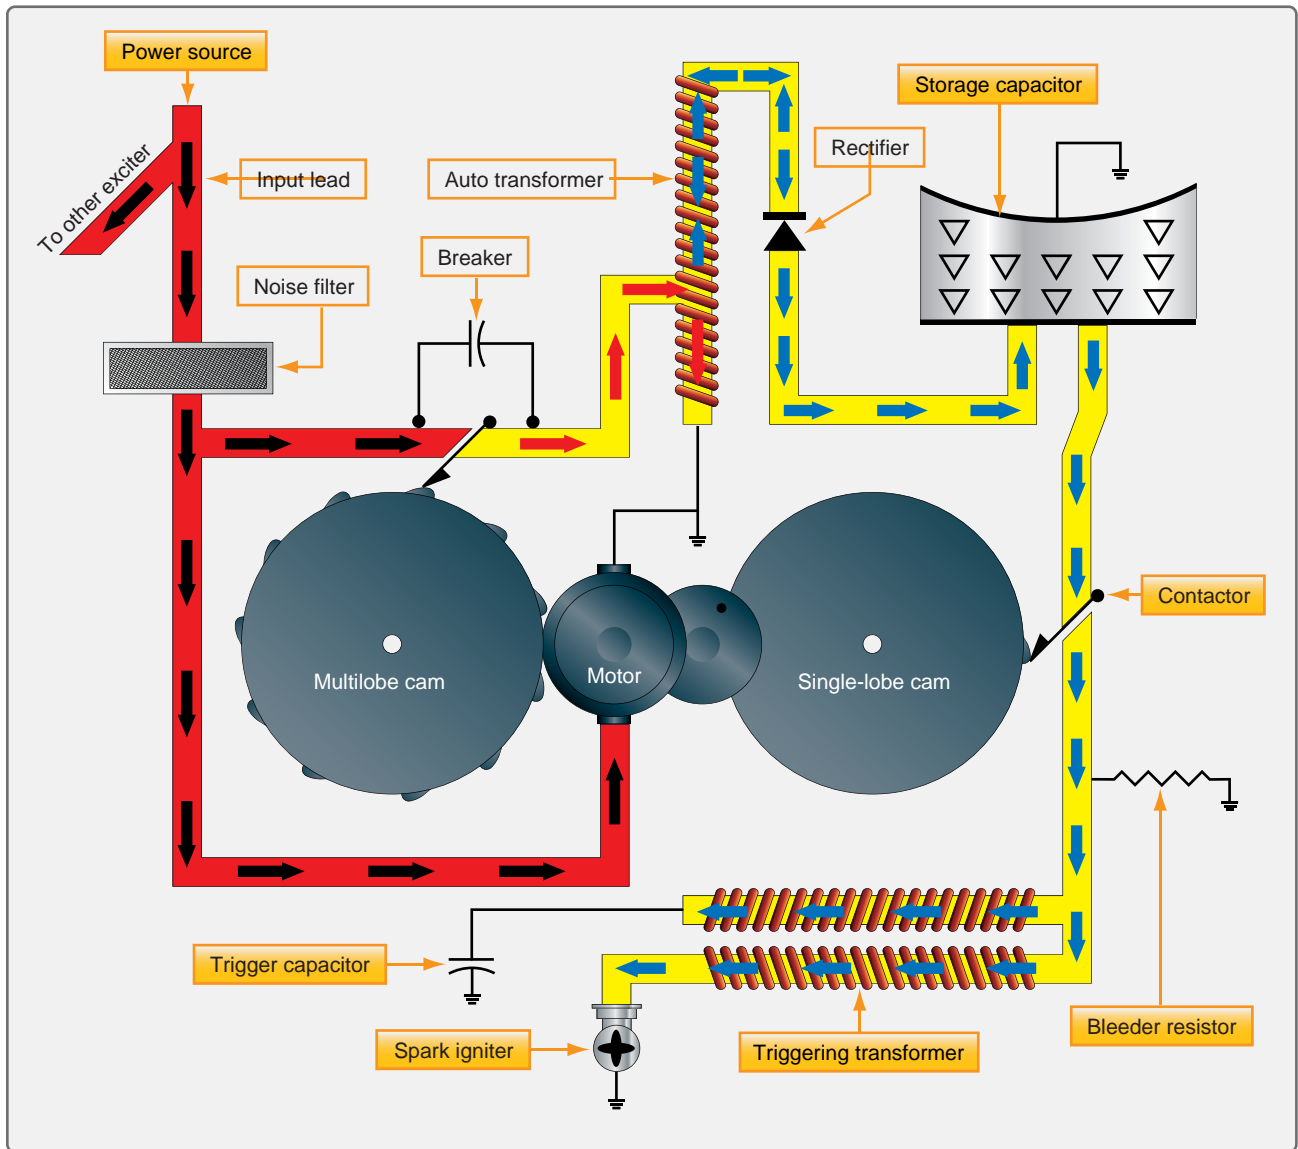 Power source
Storage capacitor
Rectifier
To other exciter
Input lead
Auto transformer
Breaker
Noise filter
Contactor
Multilobe cam
Motor
Single-lobe cam
Trigger capacitor
Bleeder resistor
Spark igniter
Triggering transformer